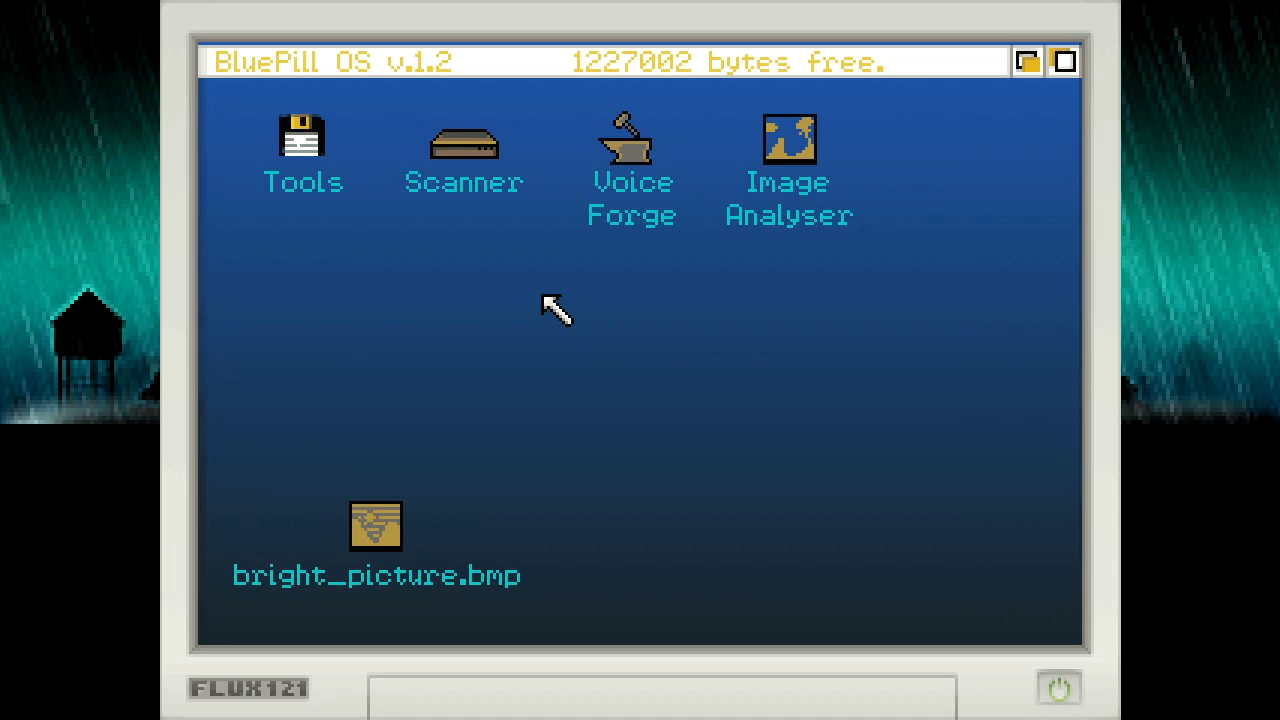 BluePill OS v.1.2 1227002 bytes free.
Tools Scanner Voice Image
Forge Analyser
bright_picture.bmp
FLUX121